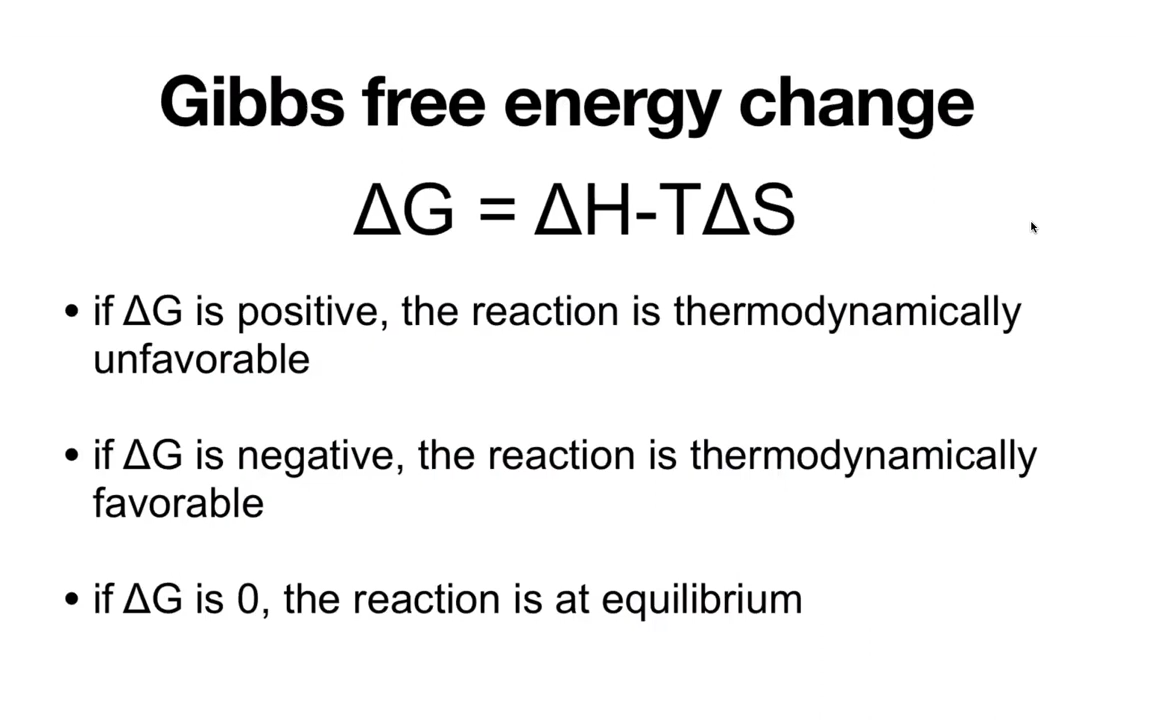 Gibbs free energy change
ΔG = ΔH-TΔS
• if ΔG is positive, the reaction is thermodynamically
unfavorable
• if ΔG is negative, the reaction is thermodynamically
favorable
• if ΔG is 0, the reaction is at equilibrium